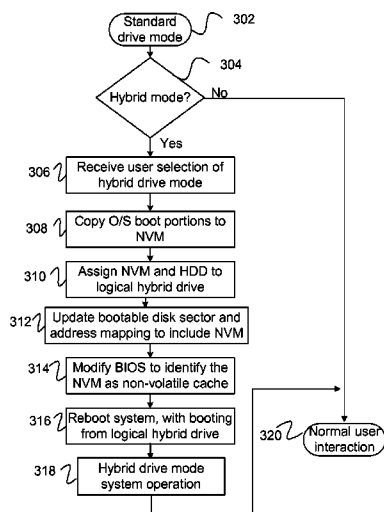 Standard
drive mode
302
304
Hybrid mode?
No
Yes
306
Receive user selection of
hybrid drive mode
308
Copy O/S boot portions to
NVM
310
Assign NVM and HDD to
logical hybrid drive
312
Update bootable disk sector and
address mapping to include NVM
314
Modify BIOS to identify the
NVM as non-volatile cache
316
Reboot system, with booting
from logical hybrid drive
318
Hybrid drive mode
system operation
320
Normal user
interaction